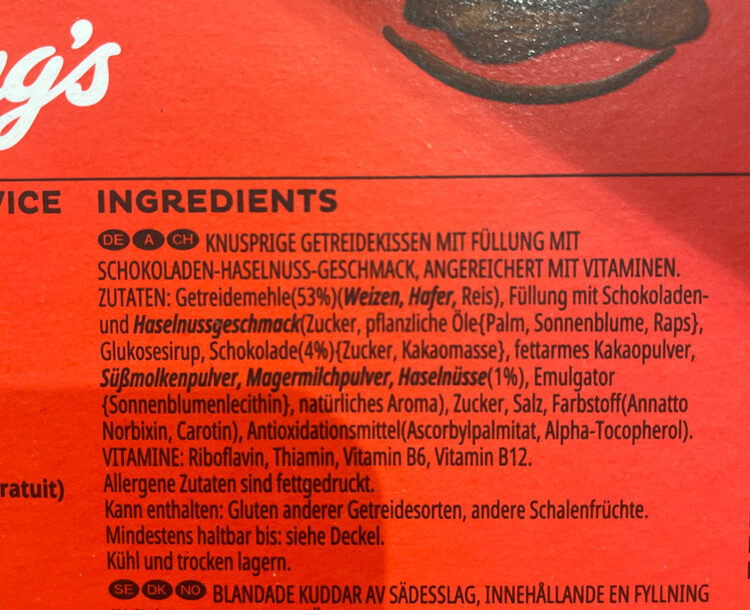 g's
VICE INGREDIENTS
DE A CH KNUSPRIGE GETREIDEKISSEN MIT FÜLLUNG MIT
SCHOKOLADEN-HASELNUSS-GESCHMACK, ANGEREICHERT MIT VITAMINEN.
ZUTATEN: Getreidemehle(53%)(Weizen, Hafer, Reis), Füllung mit Schokoladen-
und Haselnussgeschmack(Zucker, pflanzliche Öle{Palm, Sonnenblume, Raps},
Glukosesirup, Schokolade(4%){Zucker, Kakaomasse}, fettarmes Kakaopulver,
Süßmolkenpulver, Magermilchpulver, Haselnüsse(1%), Emulgator
{Sonnenblumenlecithin}, natürliches Aroma), Zucker, Salz, Farbstoff(Annatto
Norbixin, Carotin), Antioxidationsmittel(Ascorbylpalmitat, Alpha-Tocopherol).
VITAMINE: Riboflavin, Thiamin, Vitamin B6, Vitamin B12.
ratuit) Allergene Zutaten sind fettgedruckt.
Kann enthalten: Gluten anderer Getreidesorten, andere Schalenfrüchte.
Mindestens haltbar bis: siehe Deckel.
Kühl und trocken lagern.
SE DK NO BLANDADE KUDDAR AV SÄDESSLAG, INNEHÅLLANDE EN FYLLNING